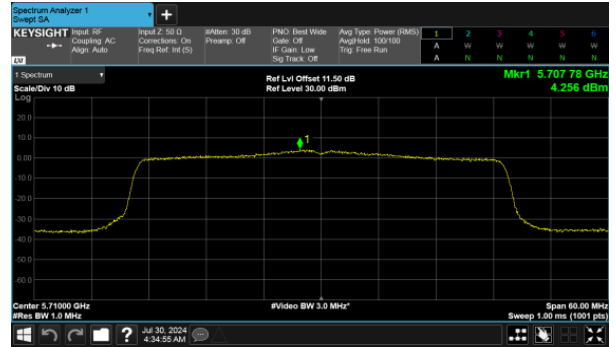 Spectrum Analyzer 1
Swept SA
+
KEYSIGHT
Input: RF
Coupling: AC
Align: Auto
Input Z: 50 Ω
Corrections: On
Freq Ref: Int (S)
#Atten: 30 dB
Preamp: Off
PNO: Best Wide
Gate: Off
IF Gain: Low
Sig Track: Off
Avg Type: Power (RMS)
Avg|Hold: 100/100
Trig: Free Run
1 2 3 4 5 6
A W W W W W
A N N N N N
LXI
1 Spectrum
Scale/Div 10 dB
Ref Lvl Offset 11.50 dB
Ref Level 30.00 dBm
Mkr1 5.707 78 GHz
4.256 dBm
Log
20.0
10.0
0.00
-10.0
-20.0
-30.0
-40.0
-50.0
-60.0
1
Center 5.71000 GHz
#Res BW 1.0 MHz
#Video BW 3.0 MHz*
Span 60.00 MHz
Sweep 1.00 ms (1001 pts)
?
Jul 30, 2024
4:34:55 AM